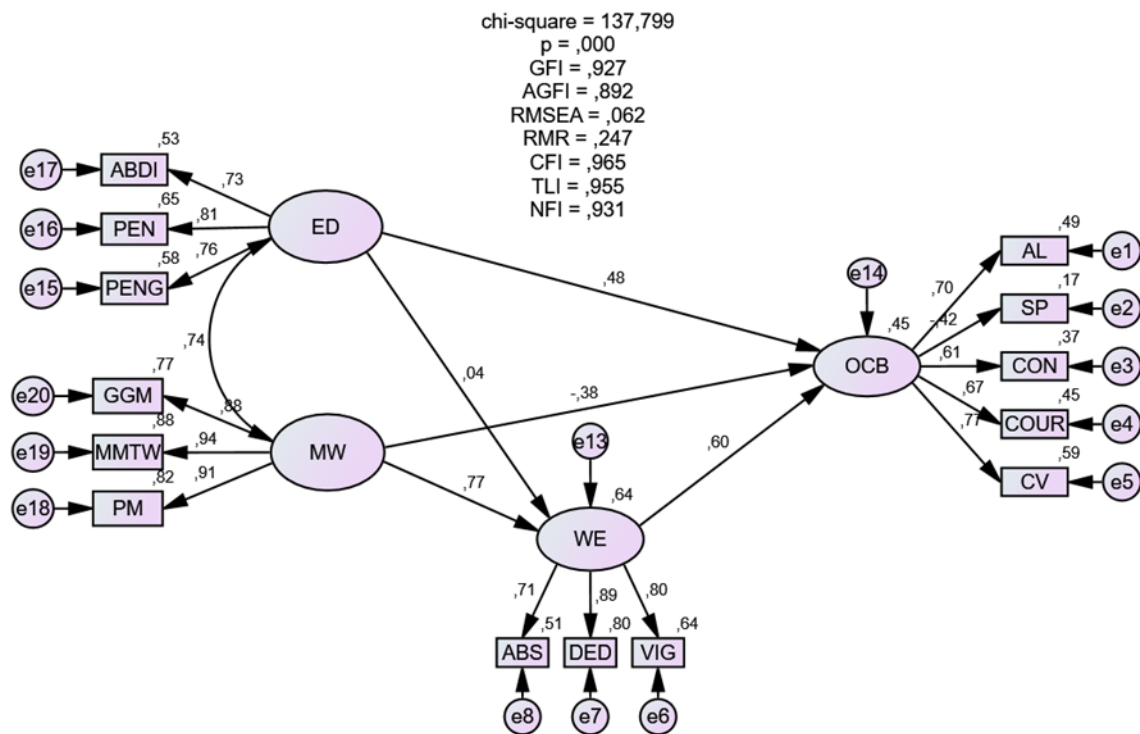 chi-square = 137,799
p = ,000
GFI = ,927
AGFI = ,892
RMSEA = ,062
RMR = ,247
CFI = ,965
TLI = ,955
NFI = ,931
,53
e17
ABDI
,73
,65
e16
PEN
,81
,58
e15
PENG
,76
ED
,74
,77
e20
GGM
,88
,88
e19
MMTW
,94
,82
e18
PM
,91
MW
,48
,04
-,38
,77
,60
e13
,64
WE
,71
,89
,80
,51
ABS
,80
DED
,64
VIG
e8
e7
e6
e14
,45
OCB
,70
,49
AL
e1
-,42
,17
SP
e2
,61
,37
CON
e3
,67
,45
COUR
e4
,77
,59
CV
e5